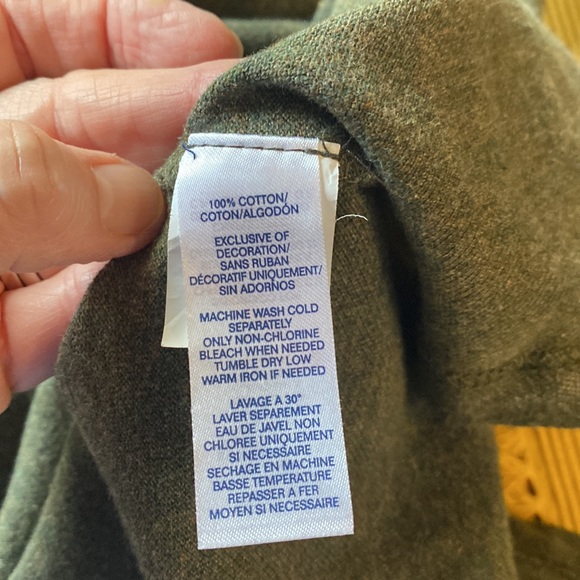 100% COTTON/
COTON/ALGODÓN
EXCLUSIVE OF
DECORATION/
SANS RUBAN
DÉCORATIF UNIQUEMENT/
SIN ADORNOS
MACHINE WASH COLD
SEPARATELY
ONLY NON-CHLORINE
BLEACH WHEN NEEDED
TUMBLE DRY LOW
WARM IRON IF NEEDED
LAVAGE A 30°
LAVER SEPAREMENT
EAU DE JAVEL NON
CHLOREE UNIQUEMENT
SI NECESSAIRE
SECHAGE EN MACHINE
BASSE TEMPERATURE
REPASSER A FER
MOYEN SI NECESSAIRE